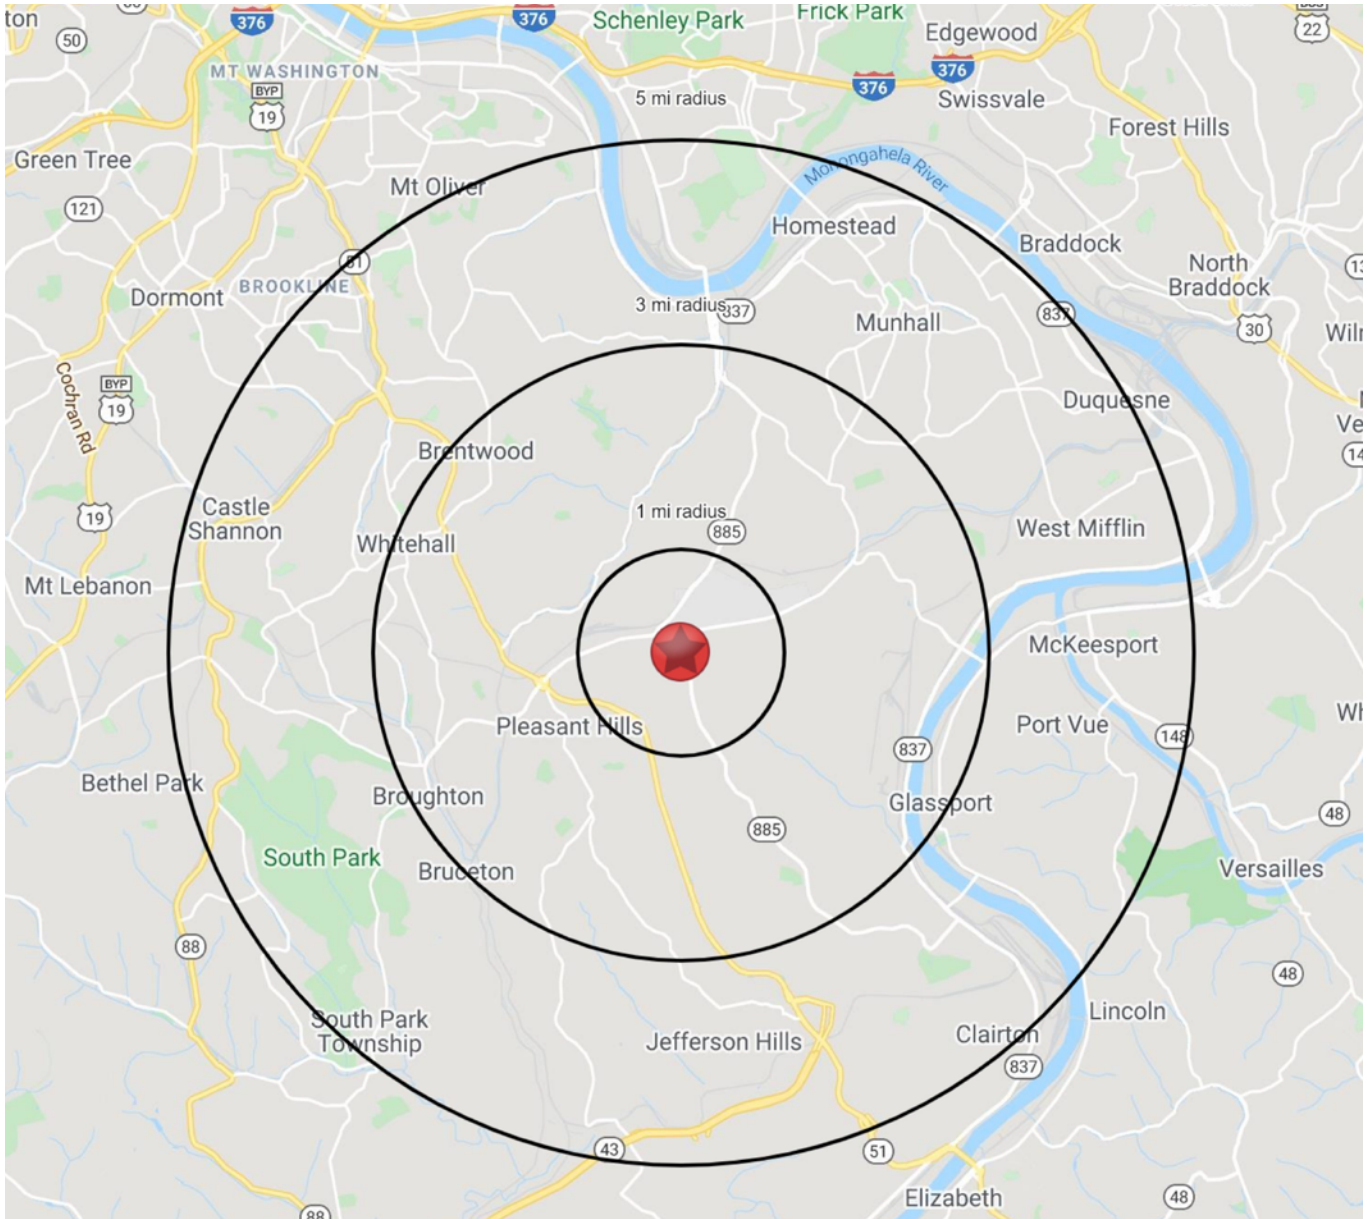 ton
50
376
376
Schenley Park
Frick Park
Edgewood
22
MT WASHINGTON
376
376
BYP
19
5 mi radius
Swissvale
Forest Hills
Green Tree
Mt Oliver
Monongahela River
121
Homestead
Braddock
51
North
Braddock
BROOKLINE
Dormont
3 mi radius
837
Munhall
837
30
Cochran Rd
BYP
19
Duquesne
Ve
14
Brentwood
Castle
Shannon
19
1 mi radius
885
West Mifflin
Whitehall
Mt Lebanon
McKeesport
Pleasant Hills
Port Vue
148
Wh
837
Bethel Park
Broughton
Glassport
48
885
South Park
Bruceton
Versailles
88
48
South Park
Township
Jefferson Hills
Clairton
Lincoln
837
43
51
Elizabeth
48
88